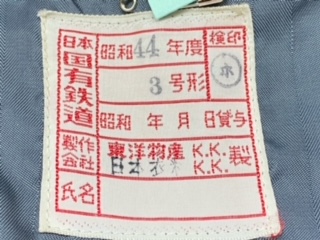 日本国有鉄道
昭和44年度
検印
3号形
昭和 年 月 日貸与
製作会社
東洋物産 K.K.
K.K. 製
氏名